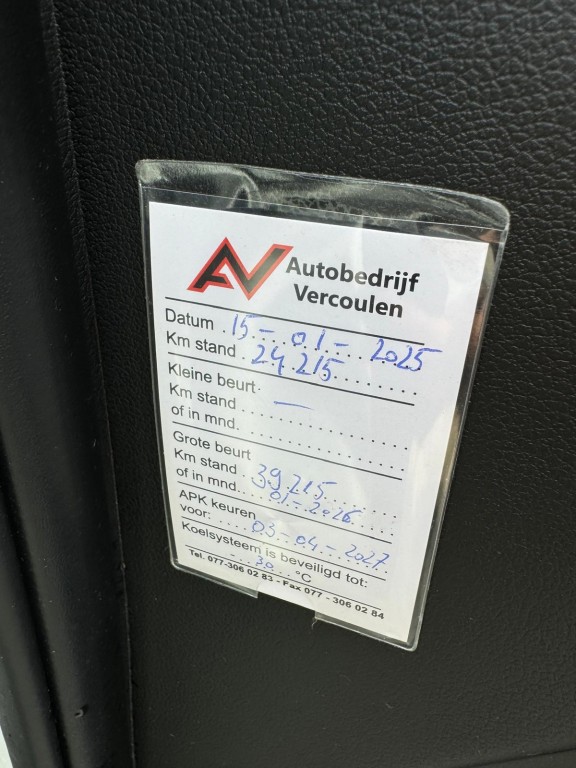 AV Autobedrijf
Vercoulen
Datum 15-01-2025
Km stand 24.215
Kleine beurt
Km stand —
of in mnd.
Grote beurt
Km stand 39.215
of in mnd. 01-2026
APK keuren
voor: 03-04-2027
Koelsysteem is beveiligd tot:
-30 °C
Tel. 077-306 02 83 - Fax 077 - 306 02 84